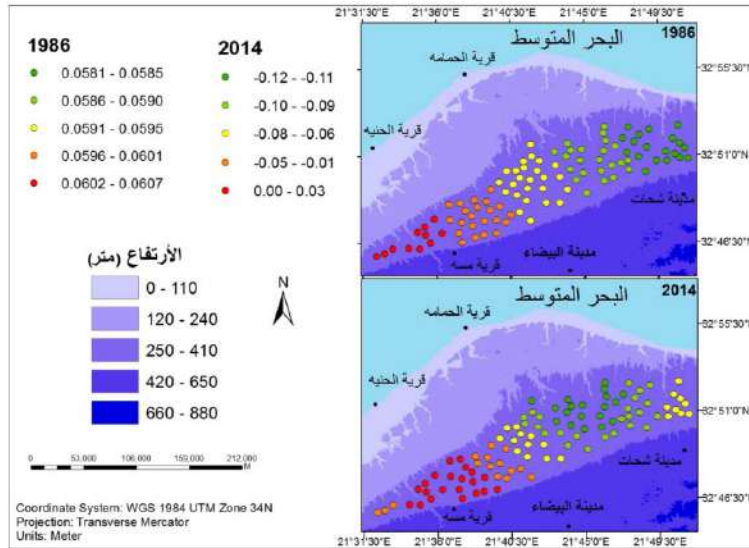 1986
0.0581 - 0.0585
0.0586 - 0.0590
0.0591 - 0.0595
0.0596 - 0.0601
0.0602 - 0.0607
2014
-0.12 - -0.11
-0.10 - -0.09
-0.08 - -0.06
-0.05 - -0.01
0.00 - 0.03
الأرتفاع (متر)
0 - 110
120 - 240
250 - 410
420 - 650
660 - 880
N
0 53,000 106,000 159,000 212,000
M
Coordinate System: WGS 1984 UTM Zone 34N
Projection: Transverse Mercator
Units: Meter
21°31'30"E 21°36'0"E 21°40'30"E 21°45'0"E 21°49'30"E
البحر المتوسط
1986
قرية الحمامه
قرية الحنيه
مدينة شحات
مدينة البيضاء
قرية مسه
32°55'30"N
32°51'0"N
32°46'30"N
البحر المتوسط
2014
قرية الحمامه
قرية الحنيه
مدينة شحات
مدينة البيضاء
قرية مسه
32°55'30"N
32°51'0"N
32°46'30"N
21°31'30"E 21°36'0"E 21°40'30"E 21°45'0"E 21°49'30"E